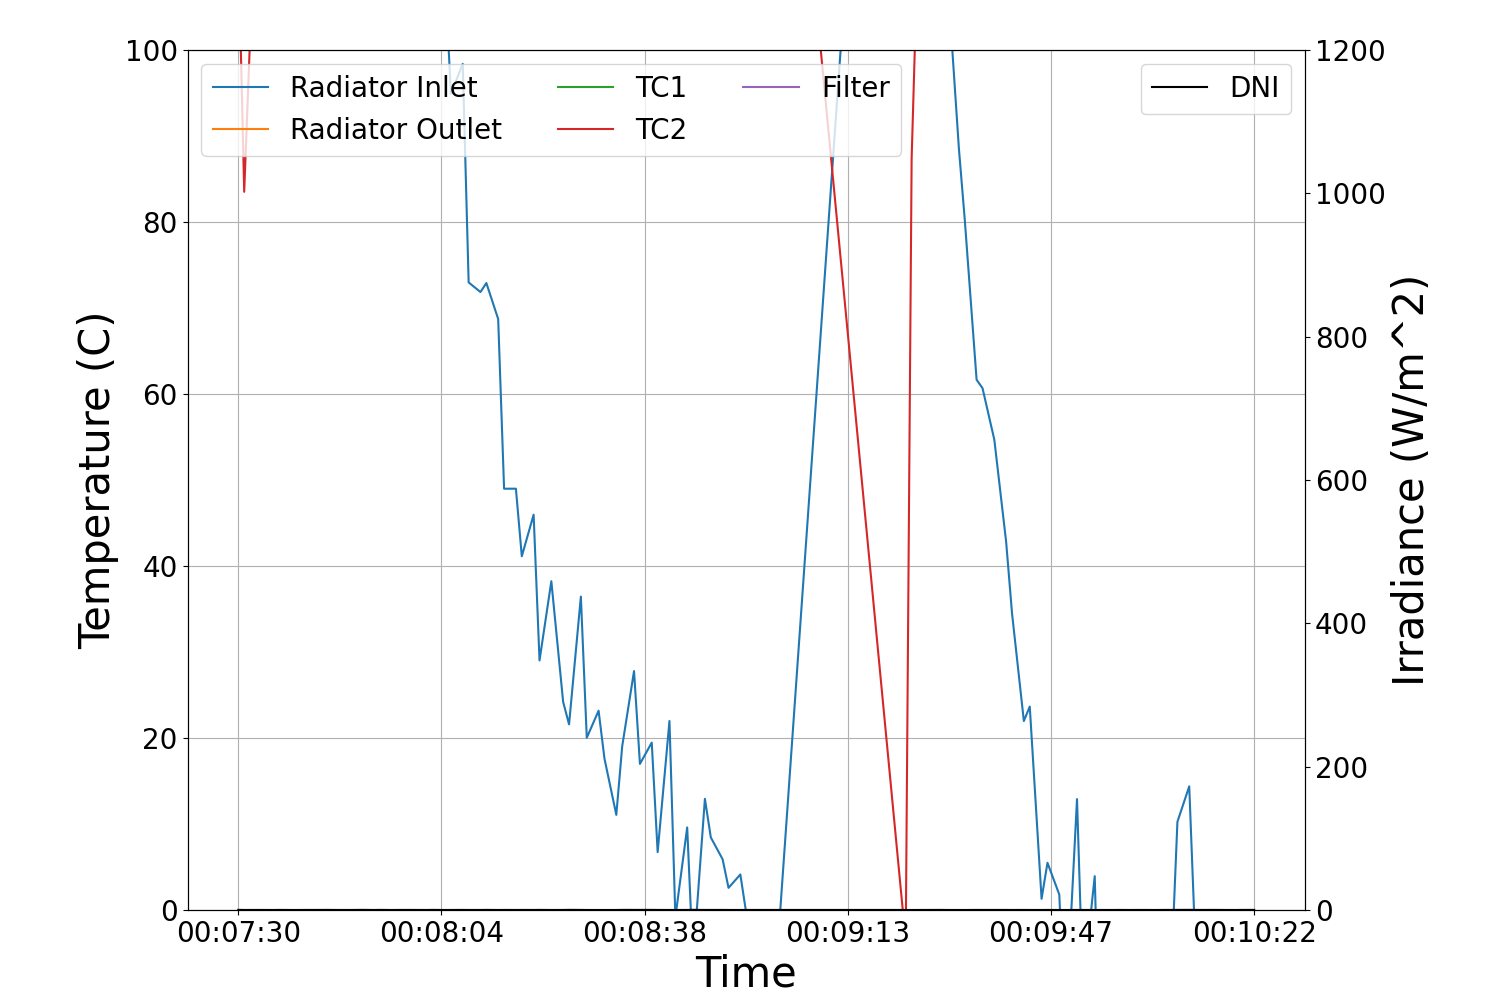 100
80
60
40
20
0
Temperature (C)
Radiator Inlet
Radiator Outlet
TC1
TC2
Filter
DNI
1200
1000
800
600
400
200
0
Irradiance (W/m^2)
00:07:30 00:08:04 00:08:38 00:09:13 00:09:47 00:10:22
Time